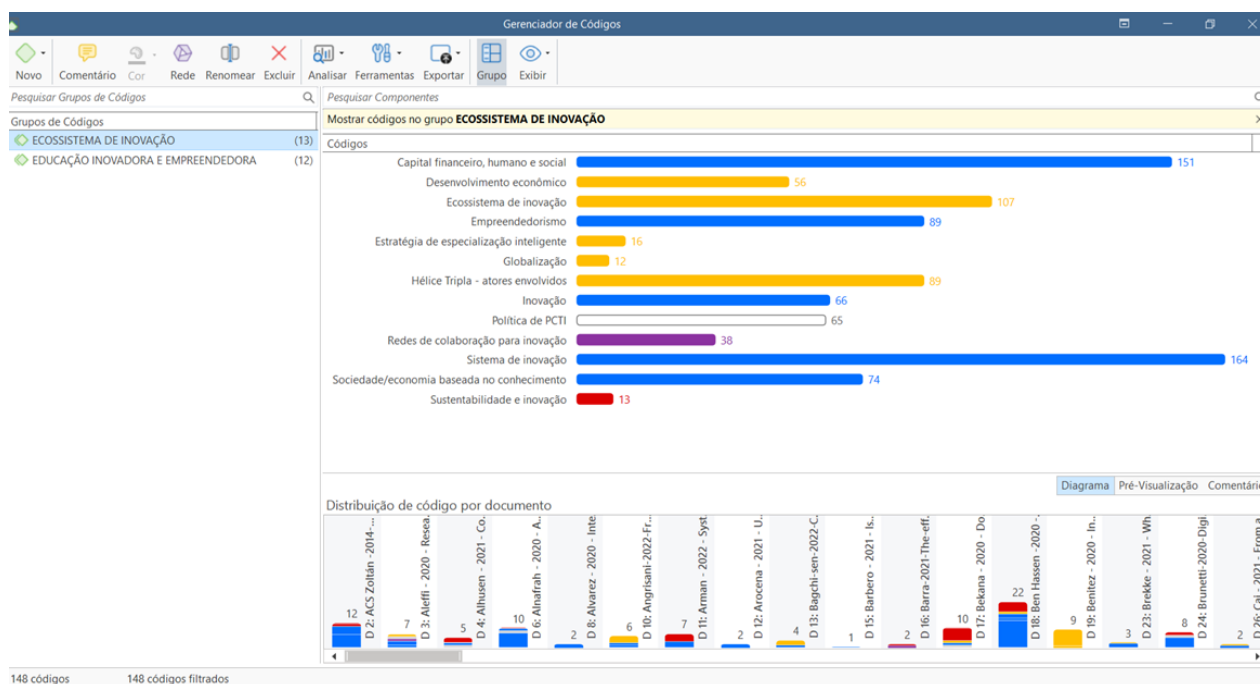 Gerenciador de Códigos
Novo Comentário Cor Rede Renomear Excluir Analisar Ferramentas Exportar Grupo Exibir
Pesquisar Grupos de Códigos
Grupos de Códigos
ECOSSISTEMA DE INOVAÇÃO (13)
EDUCAÇÃO INOVADORA E EMPREENDEDORA (12)
Pesquisar Componentes
Mostrar códigos no grupo ECOSSISTEMA DE INOVAÇÃO
Códigos
Capital financeiro, humano e social 151
Desenvolvimento econômico 56
Ecossistema de inovação 107
Empreendedorismo 89
Estratégia de especialização inteligente 16
Globalização 12
Hélice Tripla - atores envolvidos 89
Inovação 66
Política de PCTI 65
Redes de colaboração para inovação 38
Sistema de inovação 164
Sociedade/economia baseada no conhecimento 74
Sustentabilidade e inovação 13
Diagrama Pré-Visualização Comentário
Distribuição de código por documento
12 D 2: ACS Zoltán -2014-...
7 D 3: Aleffi - 2020 - Resea.
5 D 4: Alhusen - 2021 - Co.
10 D 6: Alnafrah - 2020 - A..
2 D 8: Alvarez - 2020 - Inte
6 D 10: Angrisani-2022-Fr...
7 D 11: Arman - 2022 - Syst
2 D 12: Arocena - 2021 - U.
4 D 13: Bagchi-sen-2022-C.
1 D 15: Barbero - 2021 - Is..
2 D 16: Barra-2021-The-eff.
10 D 17: Bekana - 2020 - Do
22 D 18: Ben Hassen -2020 -.
9 D 19: Benitez - 2020 - In..
3 D 23: Brekke - 2021 - Wh
8 D 24: Brunetti-2020-Digi
2 D 26: Cai - 2021 - From a
148 códigos 148 códigos filtrados